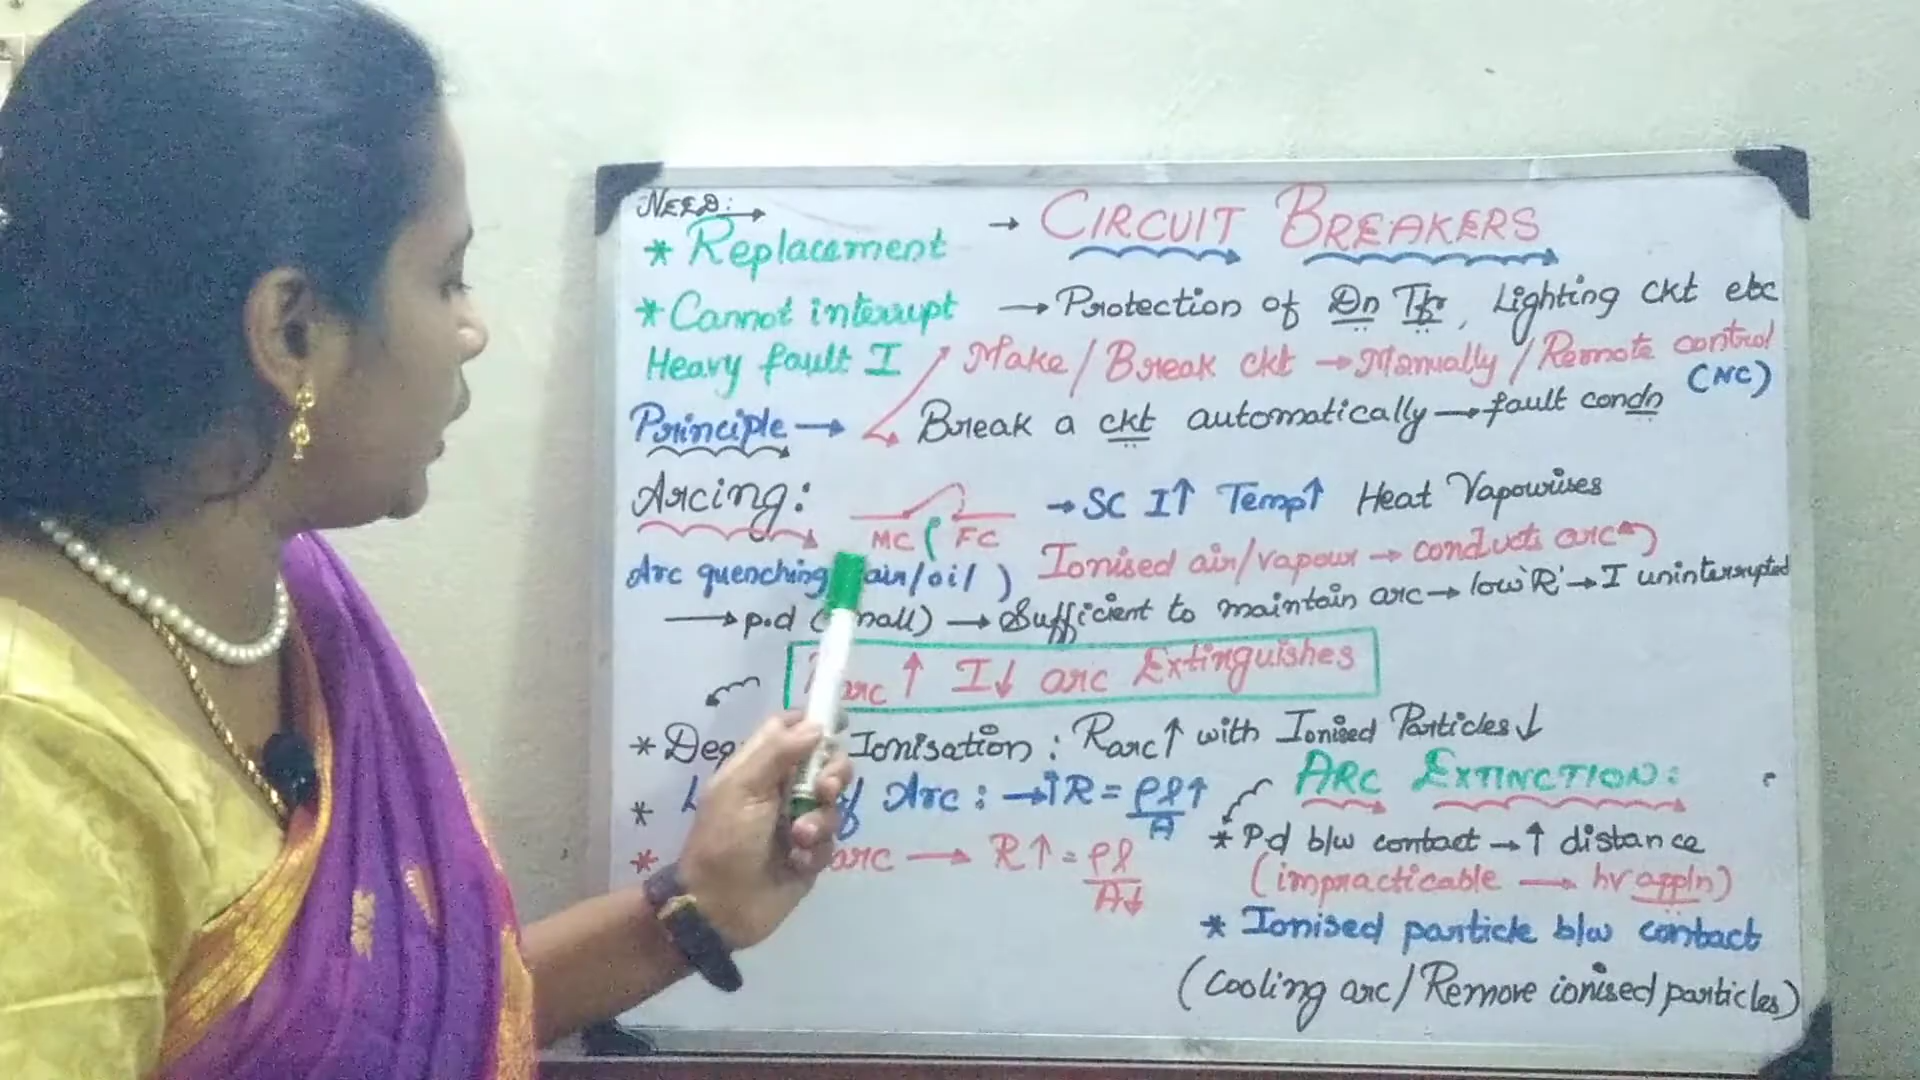 NEED: →
* Replacement
* Cannot interrupt
Heavy fault I
→ CIRCUIT BREAKERS
→ Protection of Dn Tfr, Lighting ckt etc
Principle →
Make / Break ckt → Manually / Remote control
(NC)
Break a ckt automatically → fault condn
Arcing:
MC FC
→ SC I↑ Temp↑ Heat Vapourises
Arc quenching air/oil)
Ionised air/vapour → conducts arc
→ p.d → Sufficient to maintain arc → low 'R' → I uninterrupted
arc ↑ I↓ arc Extinguishes
* Ionisation: Rarc↑ with Ionised Particles↓
* Arc: → ↑R = ρl↑/A
* arc → R↑ = ρl/A↓
ARC EXTINCTION:
* Pd b/w contact → ↑ distance
(impracticable → hv appln)
* Ionised particle b/w contact
(Cooling arc / Remove ionised particles)